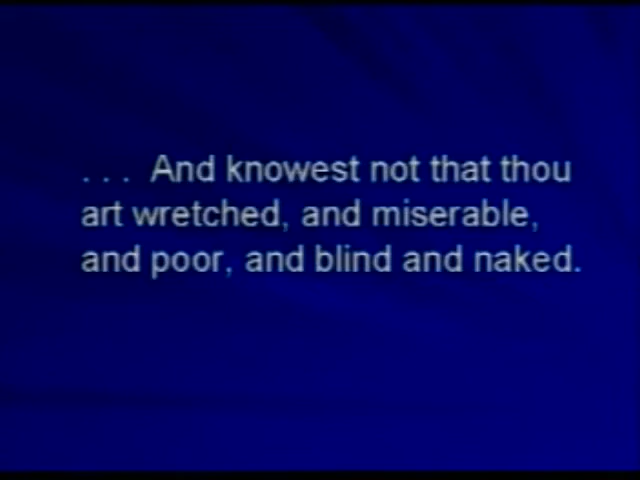 . . . And knowest not that thou
art wretched, and miserable,
and poor, and blind and naked.